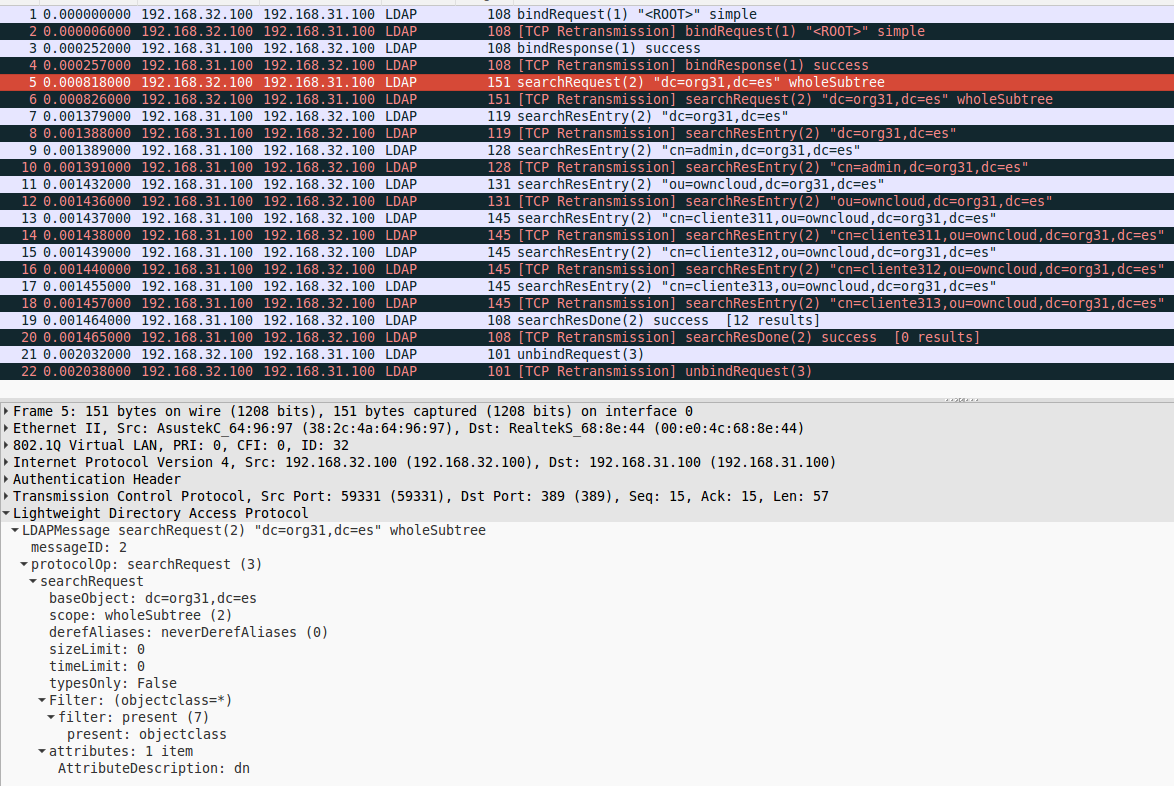 1 0.000000000 192.168.32.100 192.168.31.100 LDAP 108 bindRequest(1) "<ROOT>" simple
2 0.000006000 192.168.32.100 192.168.31.100 LDAP 108 [TCP Retransmission] bindRequest(1) "<ROOT>" simple
3 0.000252000 192.168.31.100 192.168.32.100 LDAP 108 bindResponse(1) success
4 0.000257000 192.168.31.100 192.168.32.100 LDAP 108 [TCP Retransmission] bindResponse(1) success
5 0.000818000 192.168.32.100 192.168.31.100 LDAP 151 searchRequest(2) "dc=org31,dc=es" wholeSubtree
6 0.000826000 192.168.32.100 192.168.31.100 LDAP 151 [TCP Retransmission] searchRequest(2) "dc=org31,dc=es" wholeSubtree
7 0.001379000 192.168.31.100 192.168.32.100 LDAP 119 searchResEntry(2) "dc=org31,dc=es"
8 0.001388000 192.168.31.100 192.168.32.100 LDAP 119 [TCP Retransmission] searchResEntry(2) "dc=org31,dc=es"
9 0.001389000 192.168.31.100 192.168.32.100 LDAP 128 searchResEntry(2) "cn=admin,dc=org31,dc=es"
10 0.001391000 192.168.31.100 192.168.32.100 LDAP 128 [TCP Retransmission] searchResEntry(2) "cn=admin,dc=org31,dc=es"
11 0.001432000 192.168.31.100 192.168.32.100 LDAP 131 searchResEntry(2) "ou=owncloud,dc=org31,dc=es"
12 0.001436000 192.168.31.100 192.168.32.100 LDAP 131 [TCP Retransmission] searchResEntry(2) "ou=owncloud,dc=org31,dc=es"
13 0.001437000 192.168.31.100 192.168.32.100 LDAP 145 searchResEntry(2) "cn=cliente311,ou=owncloud,dc=org31,dc=es"
14 0.001438000 192.168.31.100 192.168.32.100 LDAP 145 [TCP Retransmission] searchResEntry(2) "cn=cliente311,ou=owncloud,dc=org31,dc=es"
15 0.001439000 192.168.31.100 192.168.32.100 LDAP 145 searchResEntry(2) "cn=cliente312,ou=owncloud,dc=org31,dc=es"
16 0.001440000 192.168.31.100 192.168.32.100 LDAP 145 [TCP Retransmission] searchResEntry(2) "cn=cliente312,ou=owncloud,dc=org31,dc=es"
17 0.001455000 192.168.31.100 192.168.32.100 LDAP 145 searchResEntry(2) "cn=cliente313,ou=owncloud,dc=org31,dc=es"
18 0.001457000 192.168.31.100 192.168.32.100 LDAP 145 [TCP Retransmission] searchResEntry(2) "cn=cliente313,ou=owncloud,dc=org31,dc=es"
19 0.001464000 192.168.31.100 192.168.32.100 LDAP 108 searchResDone(2) success [12 results]
20 0.001465000 192.168.31.100 192.168.32.100 LDAP 108 [TCP Retransmission] searchResDone(2) success [0 results]
21 0.002032000 192.168.32.100 192.168.31.100 LDAP 101 unbindRequest(3)
22 0.002038000 192.168.32.100 192.168.31.100 LDAP 101 [TCP Retransmission] unbindRequest(3)
Frame 5: 151 bytes on wire (1208 bits), 151 bytes captured (1208 bits) on interface 0
Ethernet II, Src: AsustekC_64:96:97 (38:2c:4a:64:96:97), Dst: RealtekS_68:8e:44 (00:e0:4c:68:8e:44)
802.1Q Virtual LAN, PRI: 0, CFI: 0, ID: 32
Internet Protocol Version 4, Src: 192.168.32.100 (192.168.32.100), Dst: 192.168.31.100 (192.168.31.100)
Authentication Header
Transmission Control Protocol, Src Port: 59331 (59331), Dst Port: 389 (389), Seq: 15, Ack: 15, Len: 57
Lightweight Directory Access Protocol
LDAPMessage searchRequest(2) "dc=org31,dc=es" wholeSubtree
messageID: 2
protocolOp: searchRequest (3)
searchRequest
baseObject: dc=org31,dc=es
scope: wholeSubtree (2)
derefAliases: neverDerefAliases (0)
sizeLimit: 0
timeLimit: 0
typesOnly: False
Filter: (objectclass=*)
filter: present (7)
present: objectclass
attributes: 1 item
AttributeDescription: dn